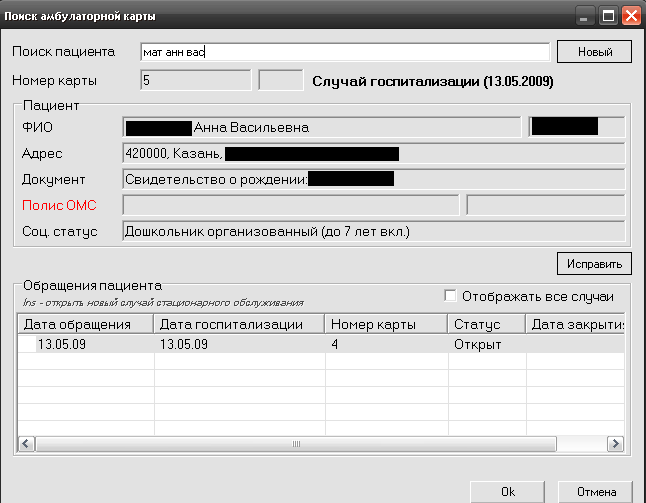 Поиск амбулаторной карты
Поиск пациента мат анн вас Новый
Номер карты 5 Случай госпитализации (13.05.2009)
Пациент
ФИО Анна Васильевна
Адрес 420000, Казань,
Документ Свидетельство о рождении:
Полис ОМС
Соц. статус Дошкольник организованный (до 7 лет вкл.)
Исправить
Обращения пациента
Ins - открыть новый случай стационарного обслуживания Отображать все случаи
Дата обращения Дата госпитализации Номер карты Статус Дата закрытия
13.05.09 13.05.09 4 Открыт
Ok Отмена